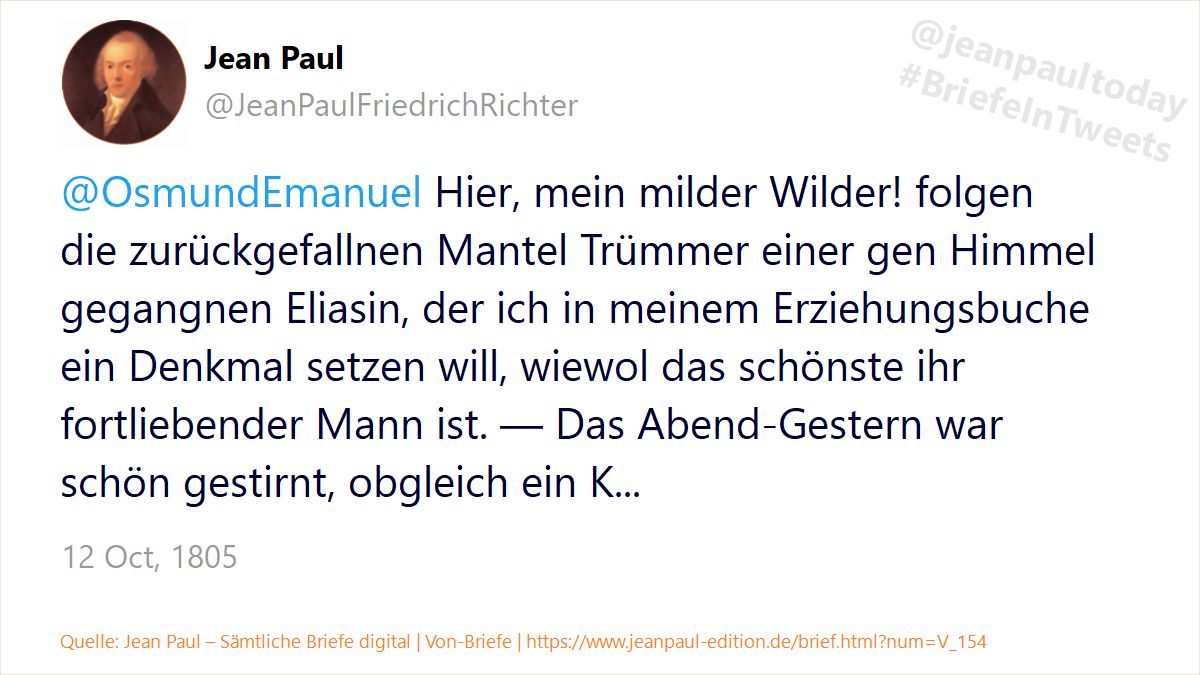 Jean Paul
@JeanPaulFriedrichRichter
@jeanpaultoday
#BriefeInTweets
@OsmundEmanuel Hier, mein milder Wilder! folgen
die zurückgefallnen Mantel Trümmer einer gen Himmel
gegangnen Eliasin, der ich in meinem Erziehungsbuche
ein Denkmal setzen will, wiewol das schönste ihr
fortliebender Mann ist. — Das Abend-Gestern war
schön gestirnt, obgleich ein K...
12 Oct, 1805
Quelle: Jean Paul – Sämtliche Briefe digital | Von-Briefe | https://www.jeanpaul-edition.de/brief.html?num=V_154